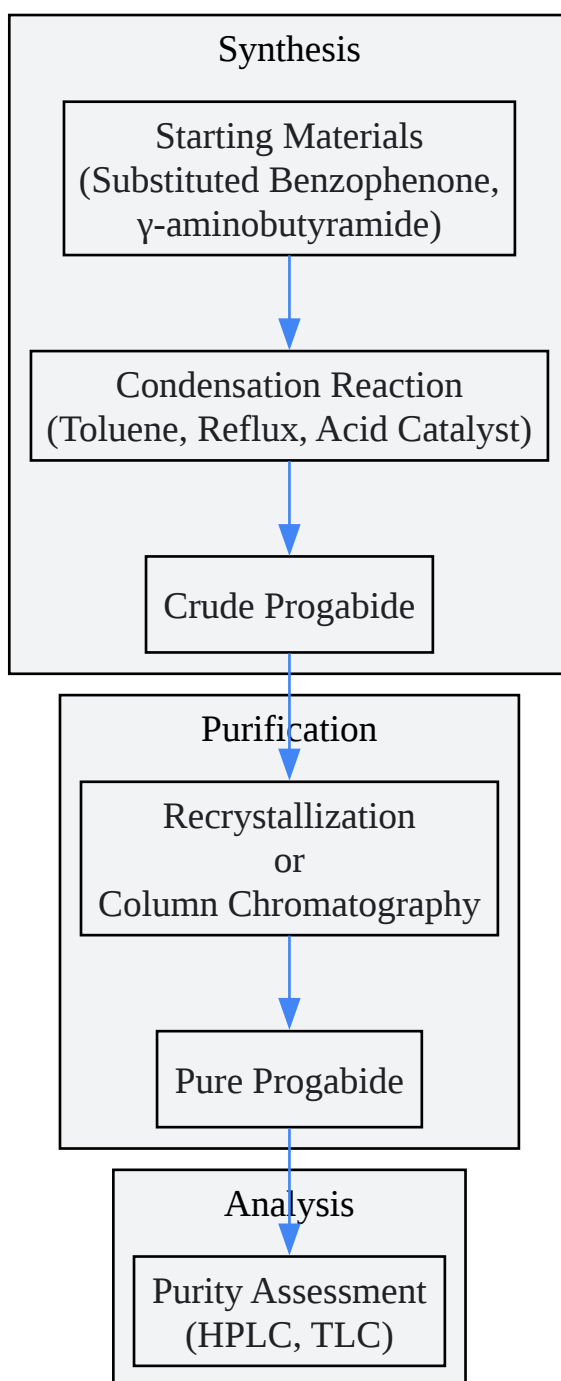 Synthesis
Starting Materials
(Substituted Benzophenone,
γ-aminobutyramide)
Condensation Reaction
(Toluene, Reflux, Acid Catalyst)
Crude Progabide
Purification
Recrystallization
or
Column Chromatography
Pure Progabide
Analysis
Purity Assessment
(HPLC, TLC)